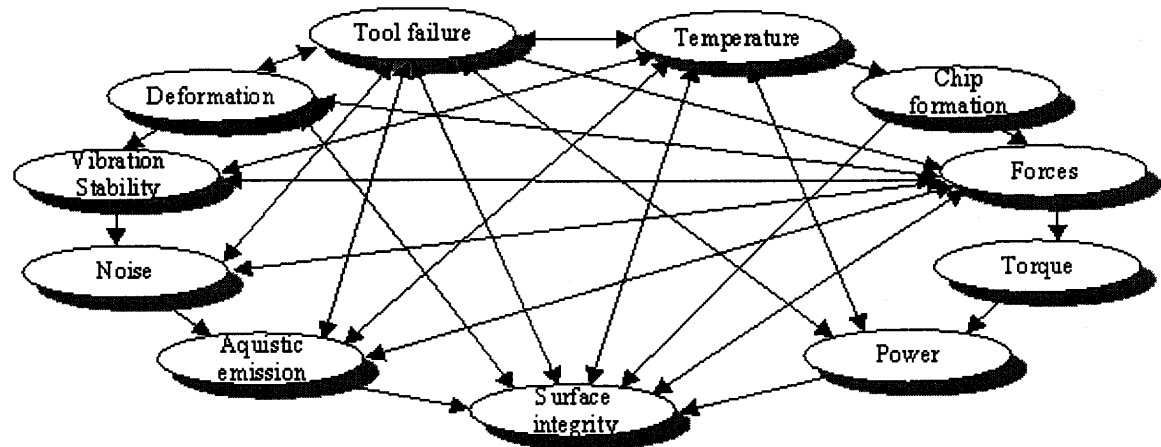 Tool failure
Temperature
Deformation
Chip
formation
Vibration
Stability
Forces
Noise
Torque
Aquistic
emission
Power
Surface
integrity